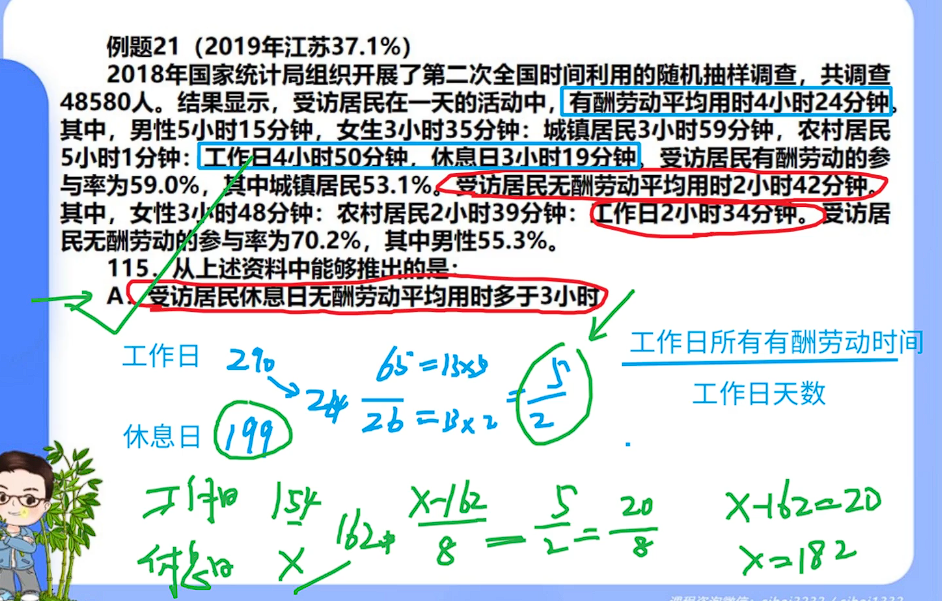 例题21（2019年江苏37.1%）
2018年国家统计局组织开展了第二次全国时间利用的随机抽样调查，共调查
48580人。结果显示，受访居民在一天的活动中，有酬劳动平均用时4小时24分钟。
其中，男性5小时15分钟，女生3小时35分钟：城镇居民3小时59分钟，农村居民
5小时1分钟：工作日4小时50分钟，休息日3小时19分钟。受访居民有酬劳动的参
与率为59.0%，其中城镇居民53.1%。受访居民无酬劳动平均用时2小时42分钟。
其中，女性3小时48分钟：农村居民2小时39分钟：工作日2小时34分钟。受访居
民无酬劳动的参与率为70.2%，其中男性55.3%。
115．从上述资料中能够推出的是：
A．受访居民休息日无酬劳动平均用时多于3小时
工作日所有有酬劳动时间
工作日天数
工作日 290
264 65=13×5
26=13×2 = 5
2
休息日 199
工作日 154
休息日 X
162
X-162
8 = 5
2 = 20
8
X-162=20
X=182